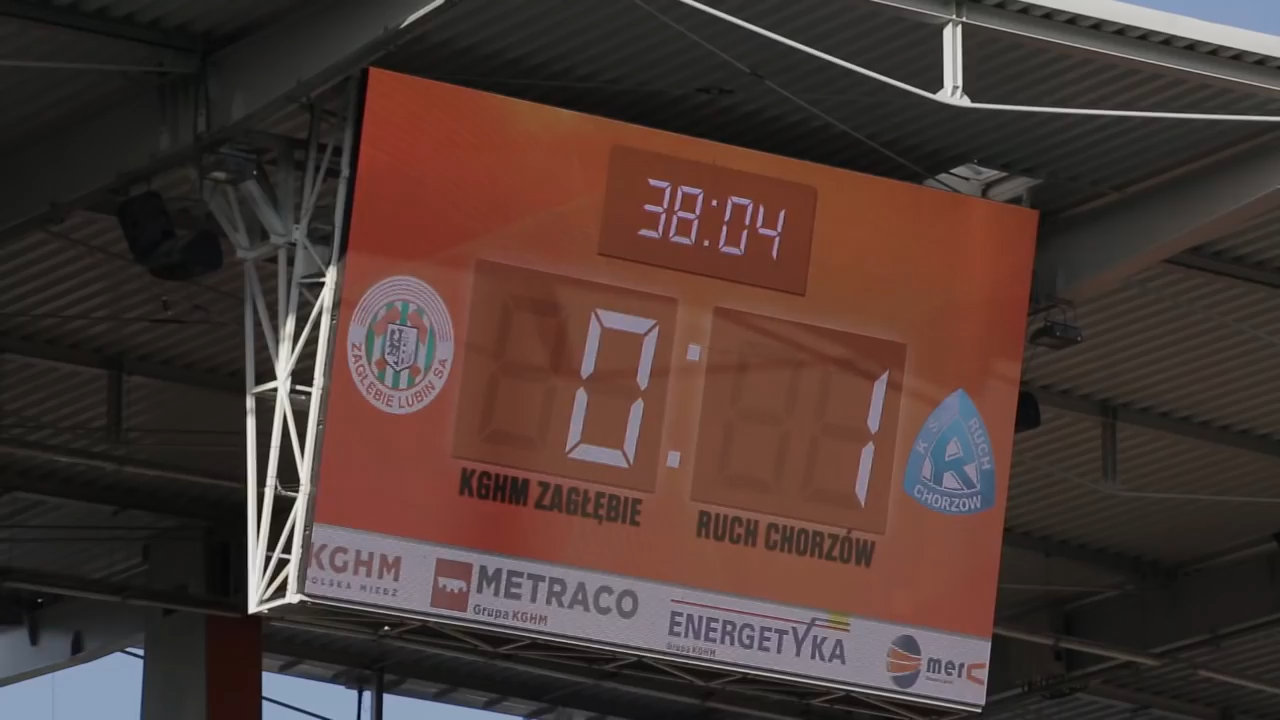 38:04
0:1
ZAGŁĘBIE LUBIN SA
KS RUCH
R
CHORZOW
KGHM ZAGŁĘBIE
RUCH CHORZÓW
KGHM
POLSKA MIEDŹ
METRACO
Grupa KGHM
ENERGETYKA
Grupa KGHM
merc